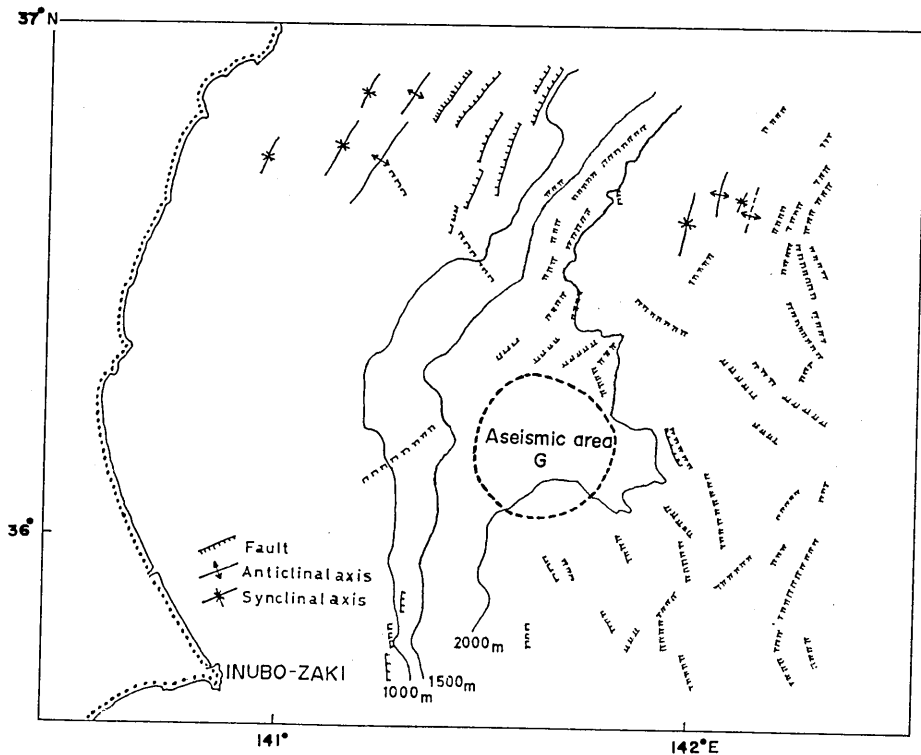 37° N
Aseismic area
G
36°
Fault
Anticlinal axis
Synclinal axis
2000m
INUBO-ZAKI
1500m
1000m
141°
142°E